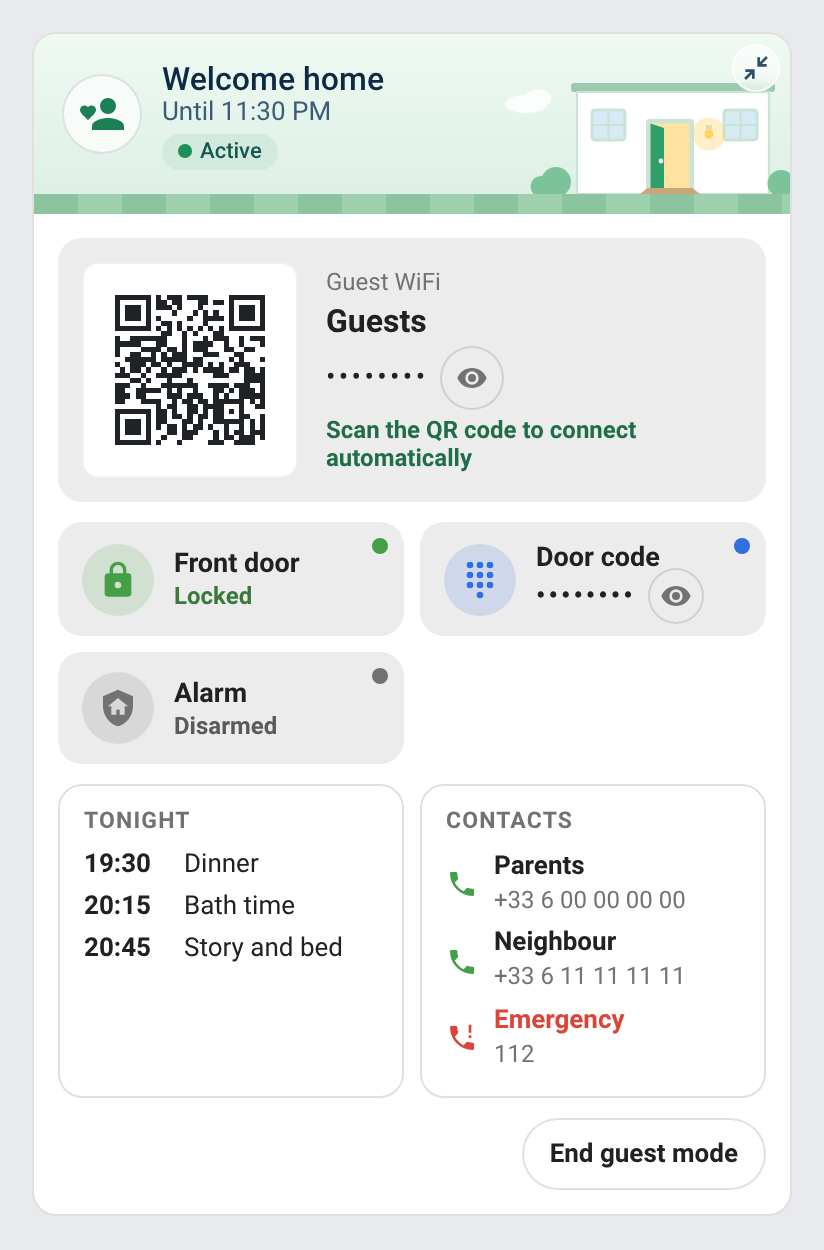 Welcome home
Until 11:30 PM
Active
Guest WiFi
Guests
••••••••
Scan the QR code to connect
automatically
Front door
Locked
Door code
••••••••
Alarm
Disarmed
TONIGHT
19:30 Dinner
20:15 Bath time
20:45 Story and bed
CONTACTS
Parents
+33 6 00 00 00 00
Neighbour
+33 6 11 11 11 11
Emergency
112
End guest mode